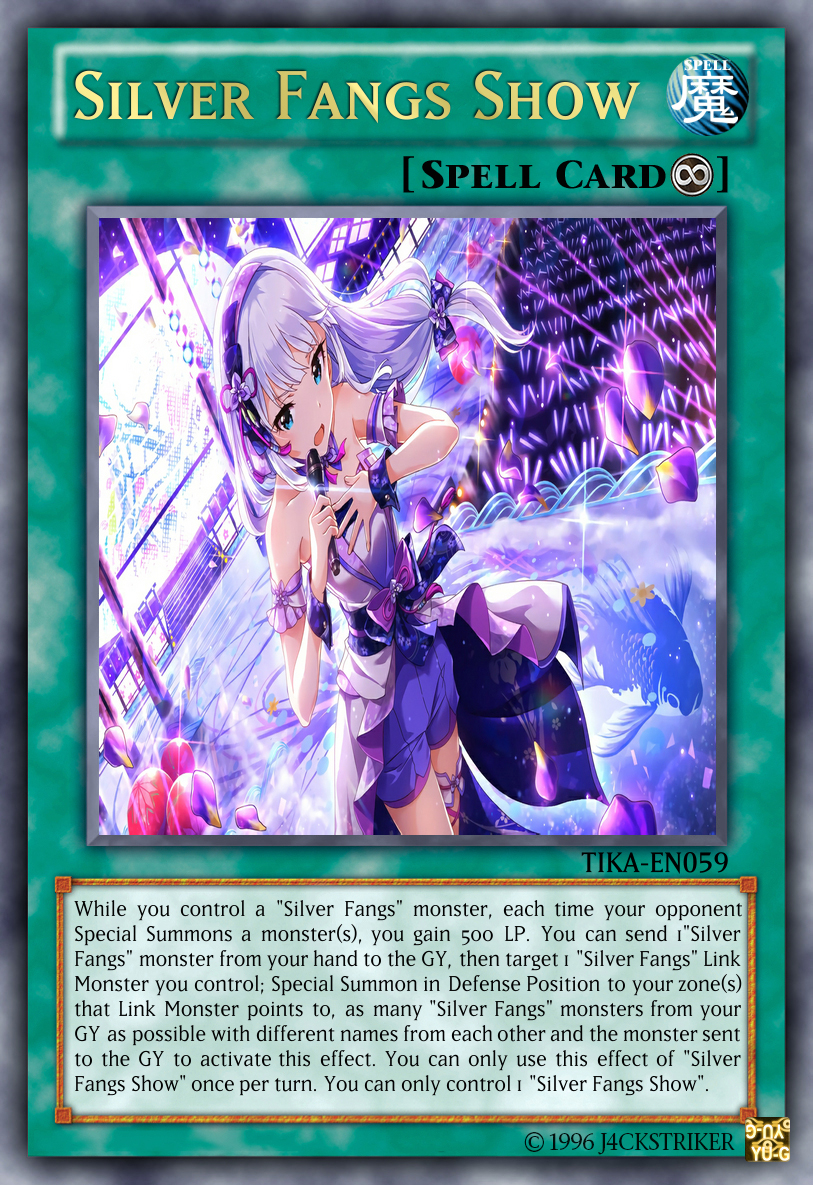 SILVER FANGS SHOW
SPELL
魔
[SPELL CARD∞]
TIKA-EN059
While you control a "Silver Fangs" monster, each time your opponent
Special Summons a monster(s), you gain 500 LP. You can send 1"Silver
Fangs" monster from your hand to the GY, then target 1 "Silver Fangs" Link
Monster you control; Special Summon in Defense Position to your zone(s)
that Link Monster points to, as many "Silver Fangs" monsters from your
GY as possible with different names from each other and the monster sent
to the GY to activate this effect. You can only use this effect of "Silver
Fangs Show" once per turn. You can only control 1 "Silver Fangs Show".
© 1996 J4CKSTRIKER